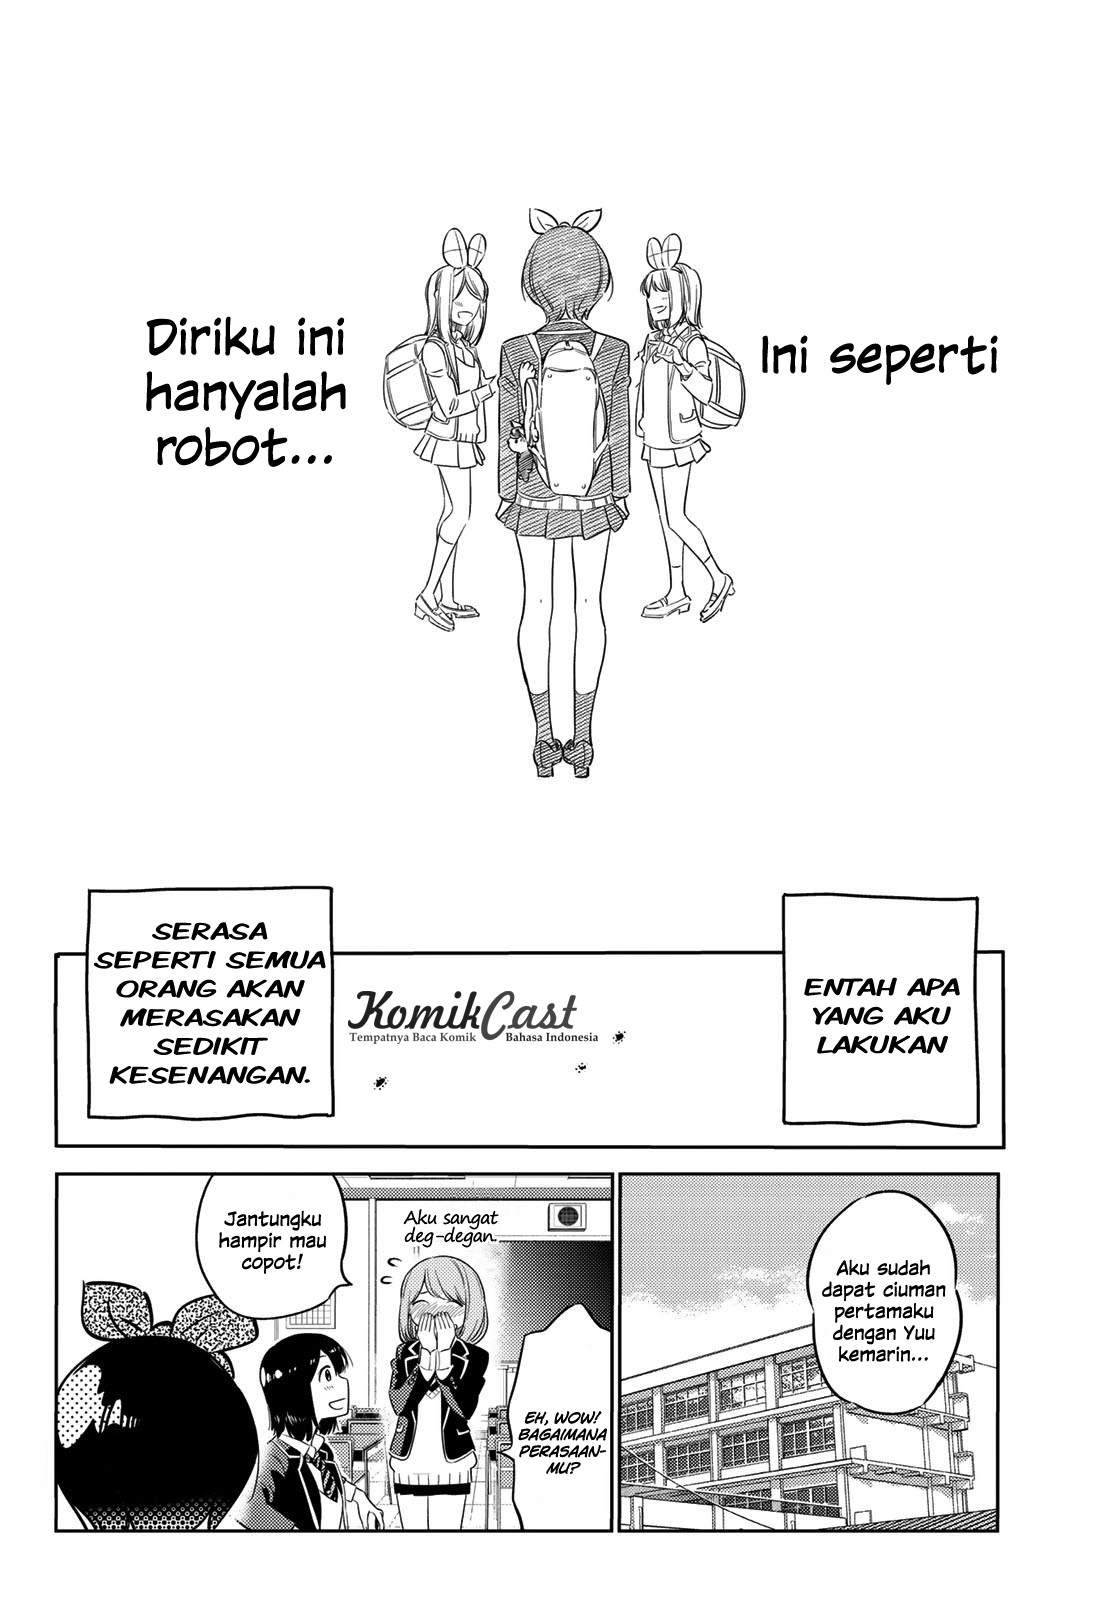 Ini seperti
Diriku ini
hanyalah
robot...
ENTAH APA
YANG AKU
LAKUKAN
SERASA
SEPERTI SEMUA
ORANG AKAN
MERASAKAN
SEDIKIT
KESENANGAN.
KomikCast
Tempatnya Baca Komik Bahasa Indonesia
Aku sudah
dapat ciuman
pertamaku
dengan Yuu
kemarin...
EH, WOW!
BAGAIMANA
PERASAAN-
MU?
Aku sangat
deg-degan.
Jantungku
hampir mau
copot!